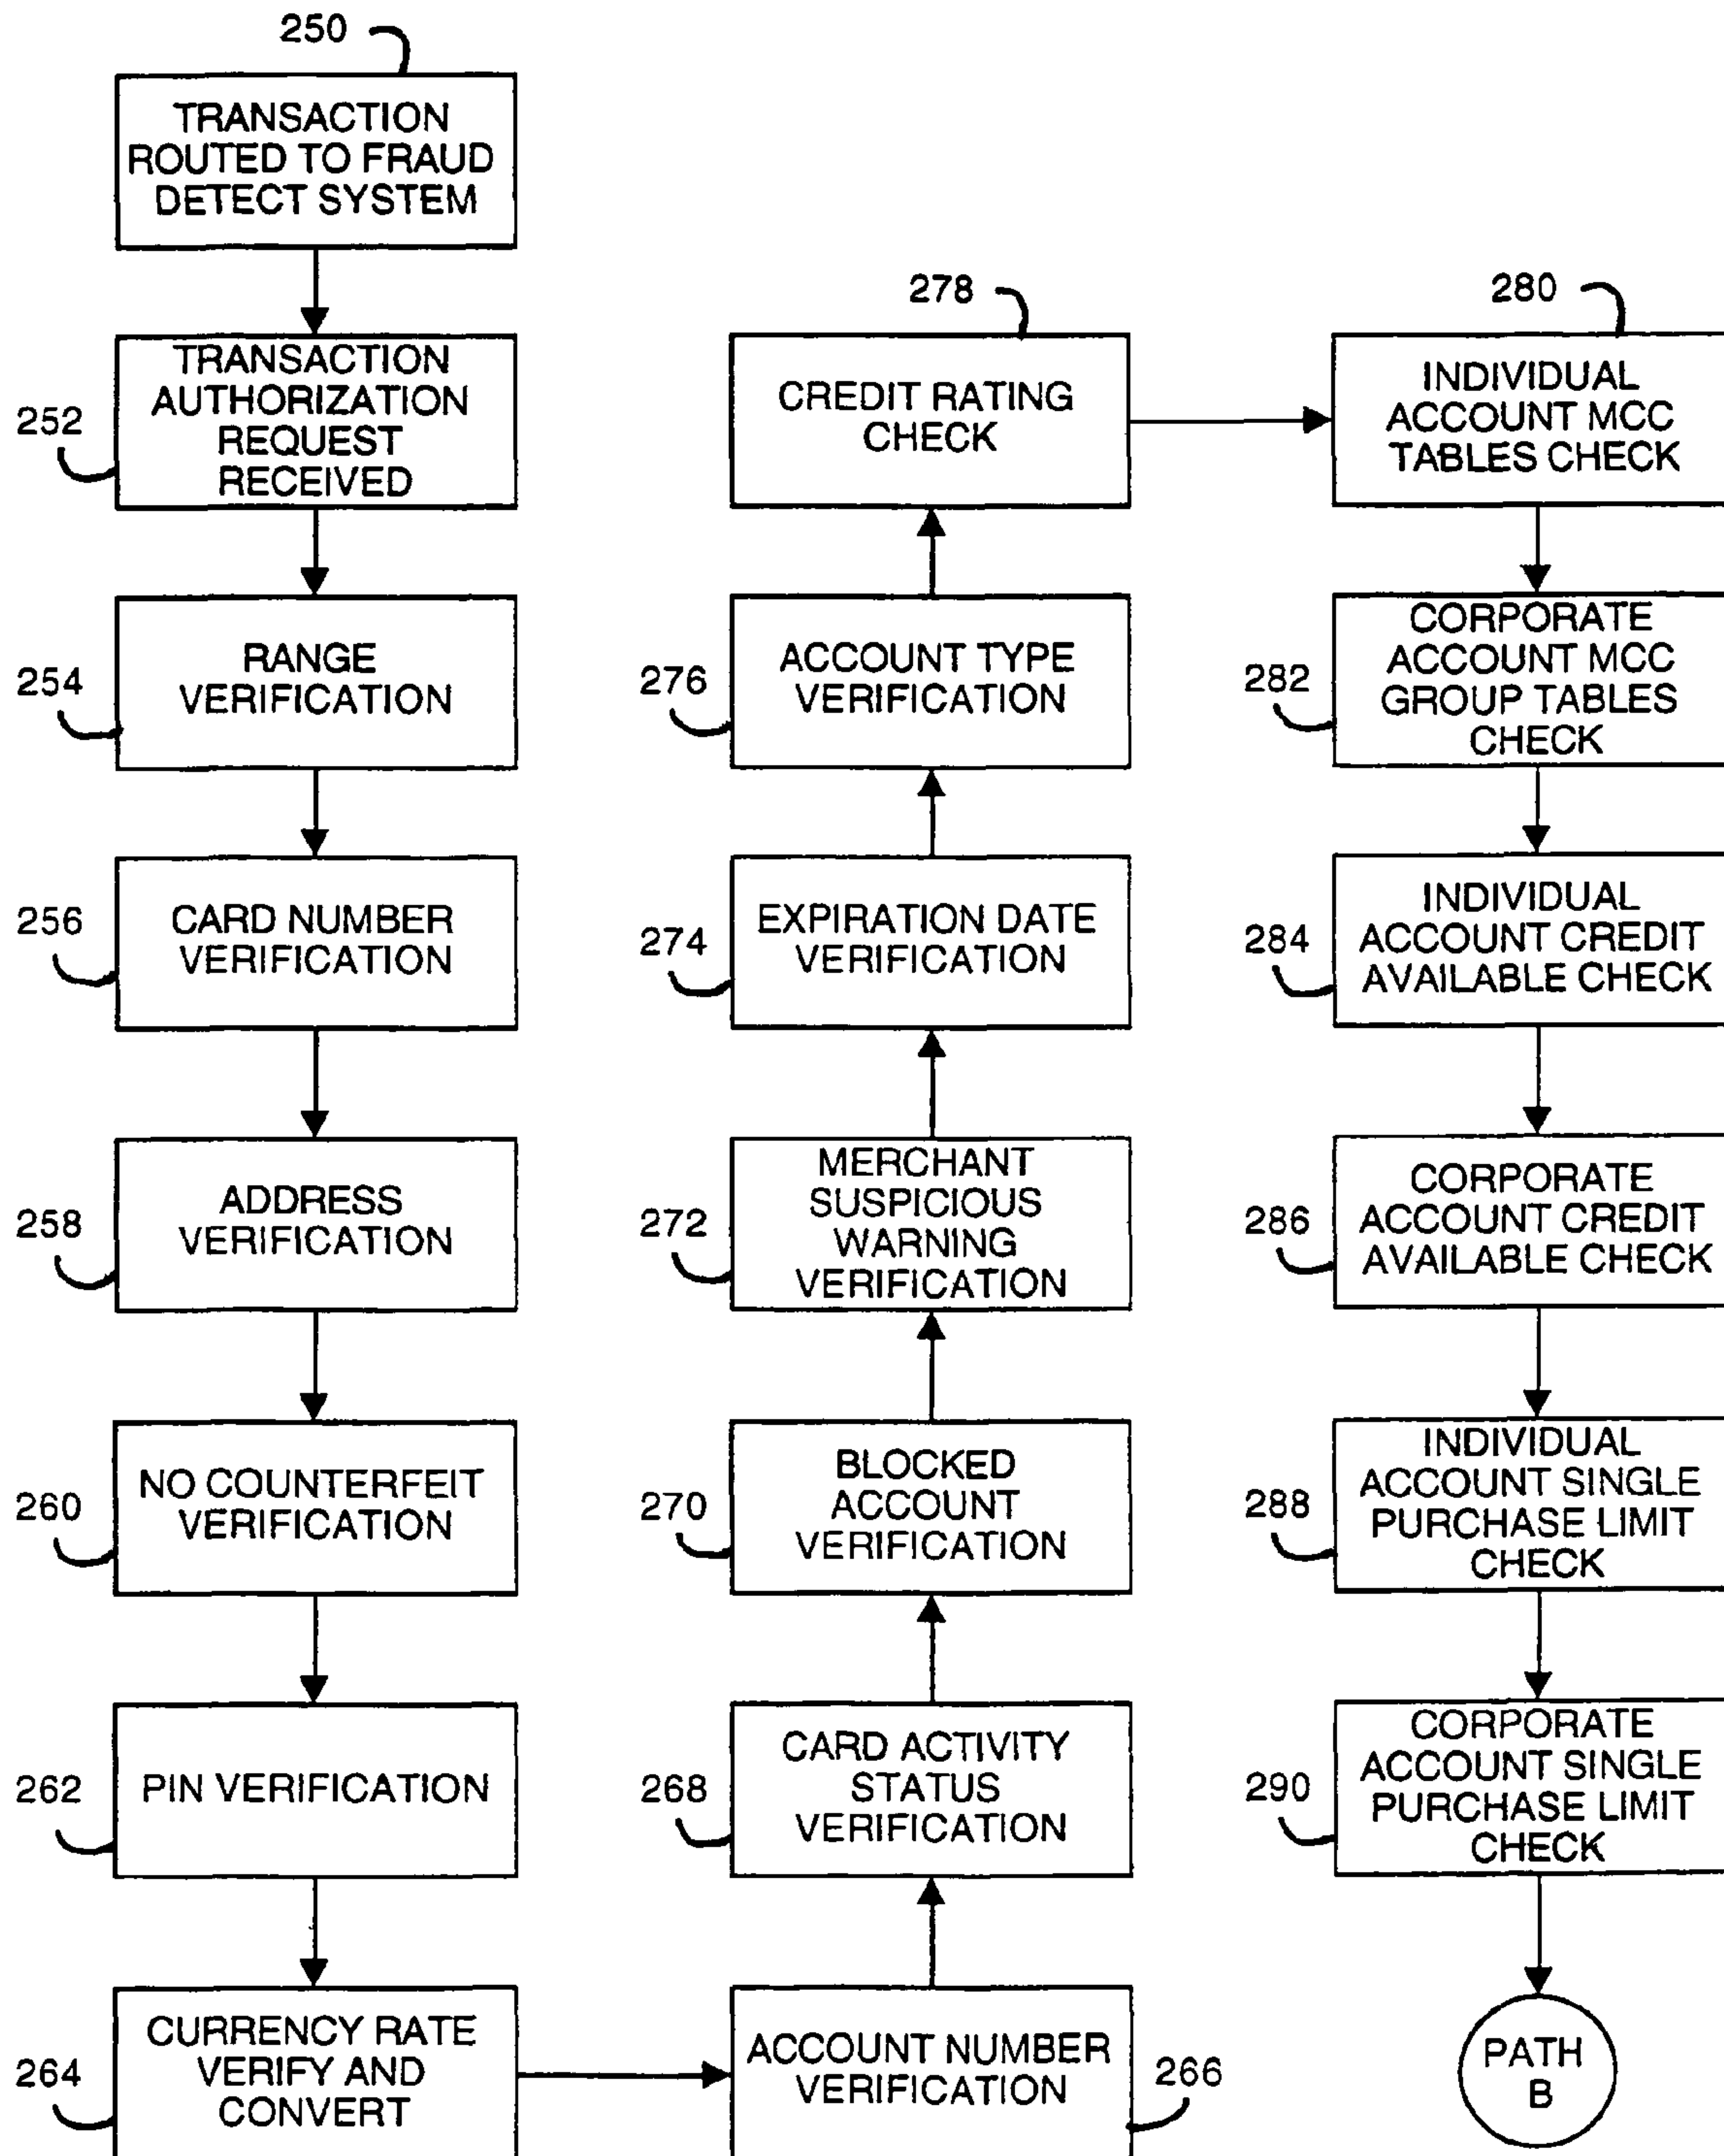 250
TRANSACTION
ROUTED TO FRAUD
DETECT SYSTEM
252
TRANSACTION
AUTHORIZATION
REQUEST
RECEIVED
254
RANGE
VERIFICATION
256
CARD NUMBER
VERIFICATION
258
ADDRESS
VERIFICATION
260
NO COUNTERFEIT
VERIFICATION
262
PIN VERIFICATION
264
CURRENCY RATE
VERIFY AND
CONVERT
266
ACCOUNT NUMBER
VERIFICATION
268
CARD ACTIVITY
STATUS
VERIFICATION
270
BLOCKED
ACCOUNT
VERIFICATION
272
MERCHANT
SUSPICIOUS
WARNING
VERIFICATION
274
EXPIRATION DATE
VERIFICATION
276
ACCOUNT TYPE
VERIFICATION
278
CREDIT RATING
CHECK
280
INDIVIDUAL
ACCOUNT MCC
TABLES CHECK
282
CORPORATE
ACCOUNT MCC
GROUP TABLES
CHECK
284
INDIVIDUAL
ACCOUNT CREDIT
AVAILABLE CHECK
286
CORPORATE
ACCOUNT CREDIT
AVAILABLE CHECK
288
INDIVIDUAL
ACCOUNT SINGLE
PURCHASE LIMIT
CHECK
290
CORPORATE
ACCOUNT SINGLE
PURCHASE LIMIT
CHECK
PATH
B